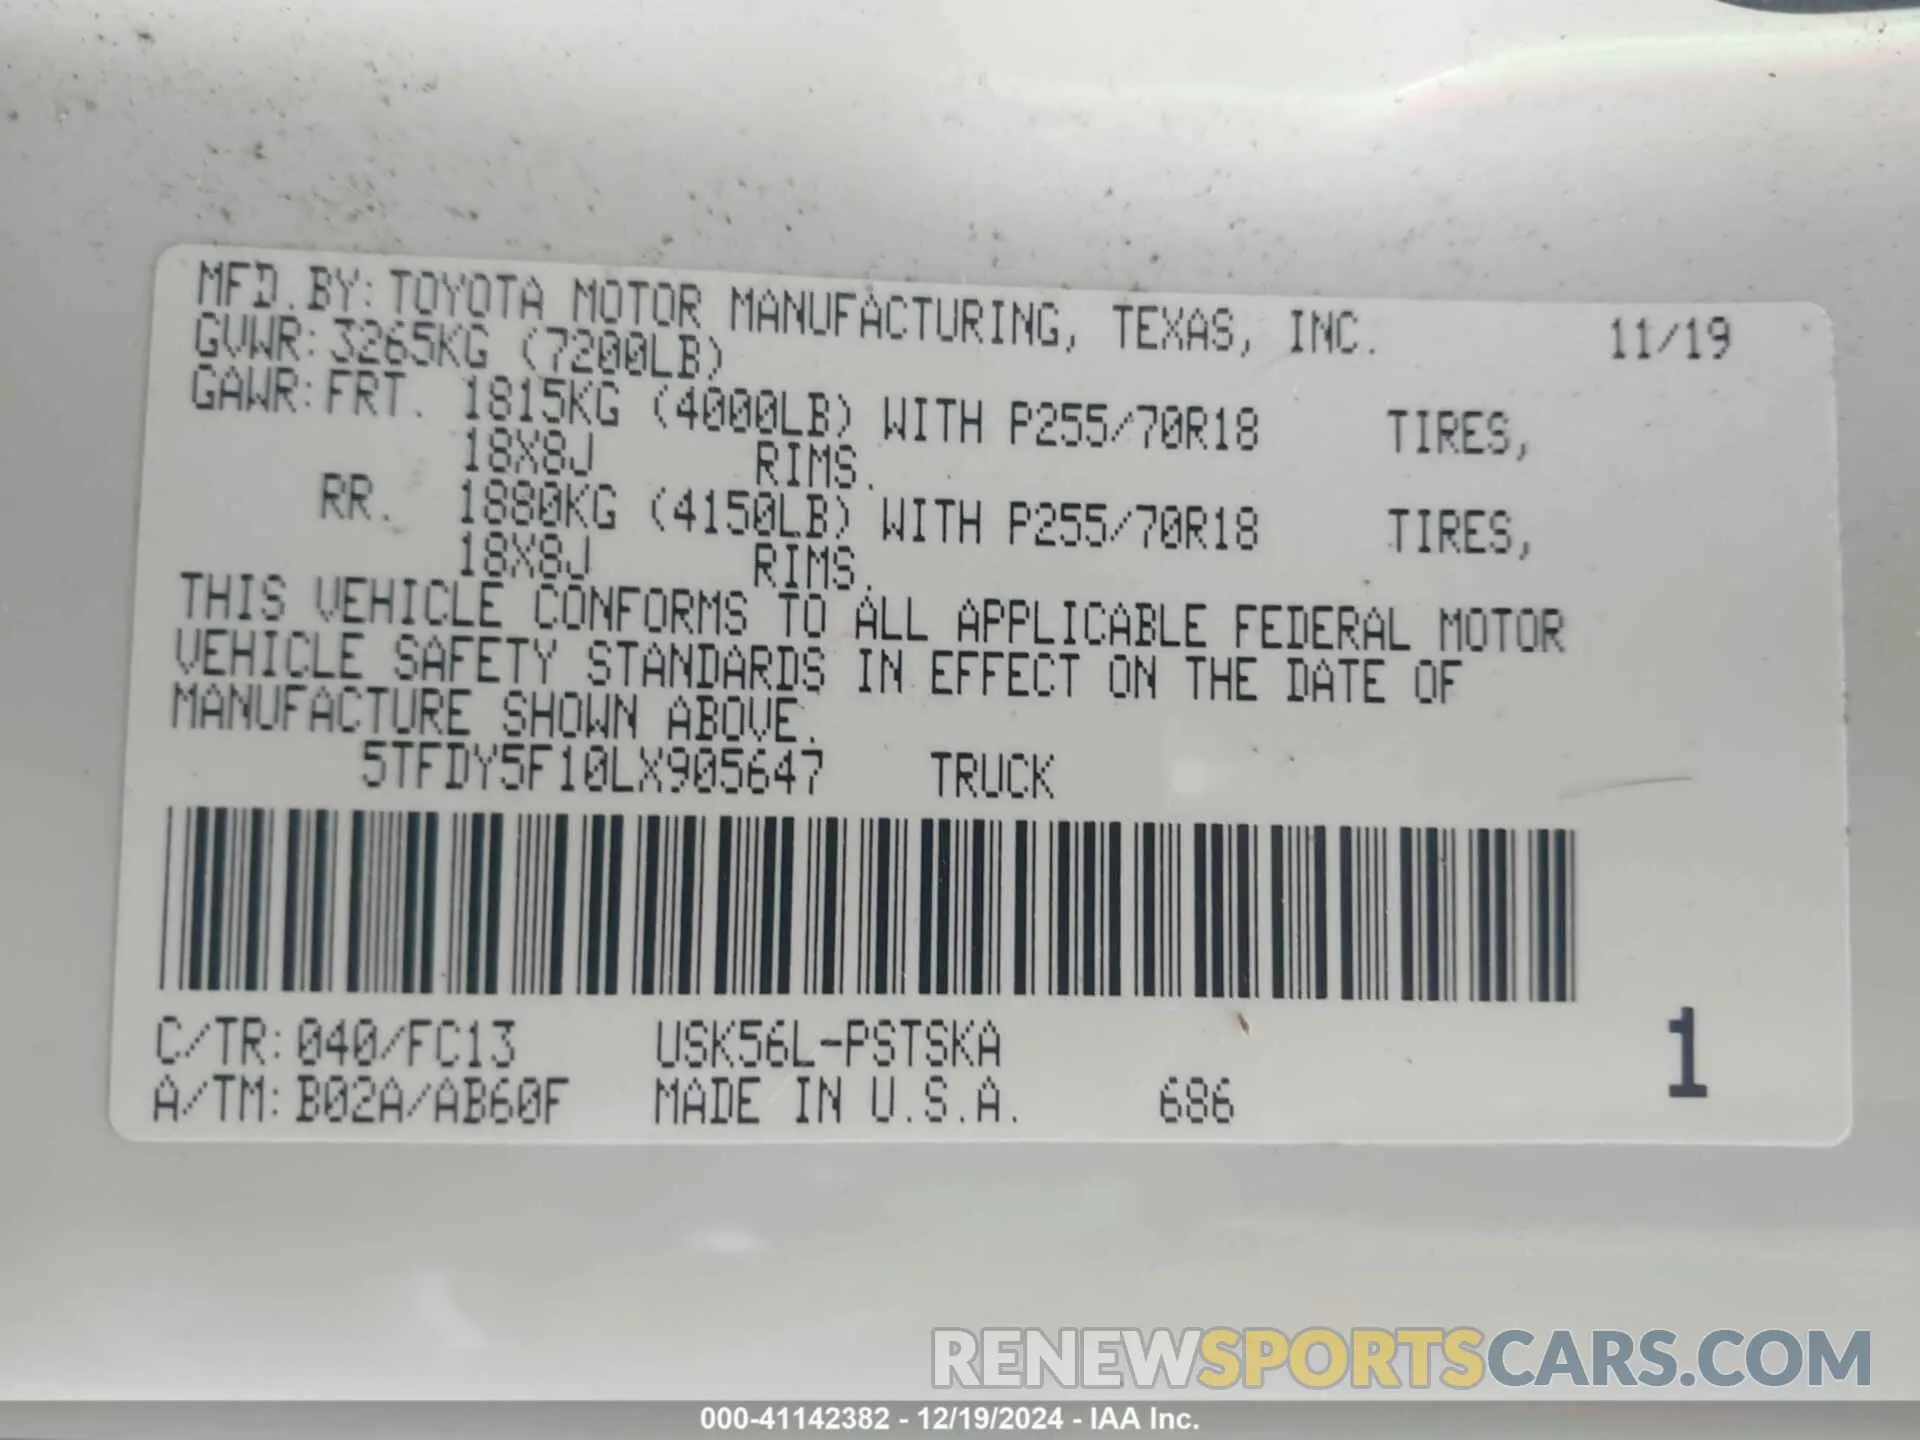 MFD.BY:TOYOTA MOTOR MANUFACTURING, TEXAS, INC. 11/19
GVWR:3265KG (7200LB)
GAWR:FRT. 1815KG (4000LB) WITH P255/70R18 TIRES,
18X8J RIMS.
RR. 1880KG (4150LB) WITH P255/70R18 TIRES,
18X8J RIMS.
THIS VEHICLE CONFORMS TO ALL APPLICABLE FEDERAL MOTOR
VEHICLE SAFETY STANDARDS IN EFFECT ON THE DATE OF
MANUFACTURE SHOWN ABOVE.
5TFDY5F10LX905647 TRUCK
C/TR:040/FC13 USK56L-PSTSKA 1
A/TM:B02A/AB60F MADE IN U.S.A. 686
RENEWSPORTSCARS.COM
000-41142382 - 12/19/2024 - IAA Inc.